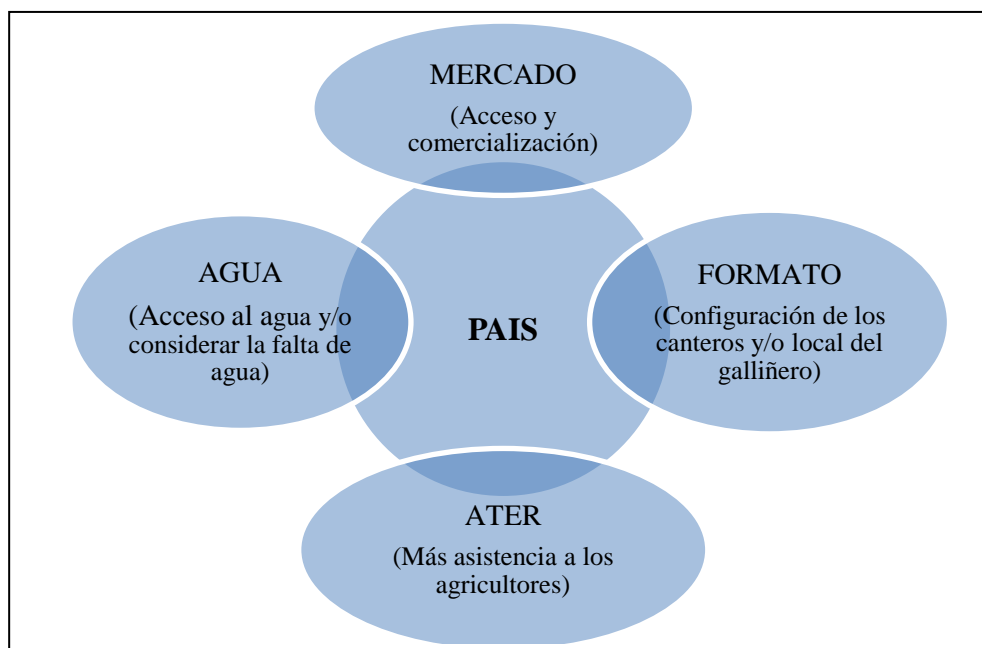 MERCADO
(Acceso y
comercialización)
AGUA
(Acceso al agua y/o
considerar la falta de
agua)
PAIS
FORMATO
(Configuración de los
canteros y/o local del
galliñero)
ATER
(Más asistencia a los
agricultores)